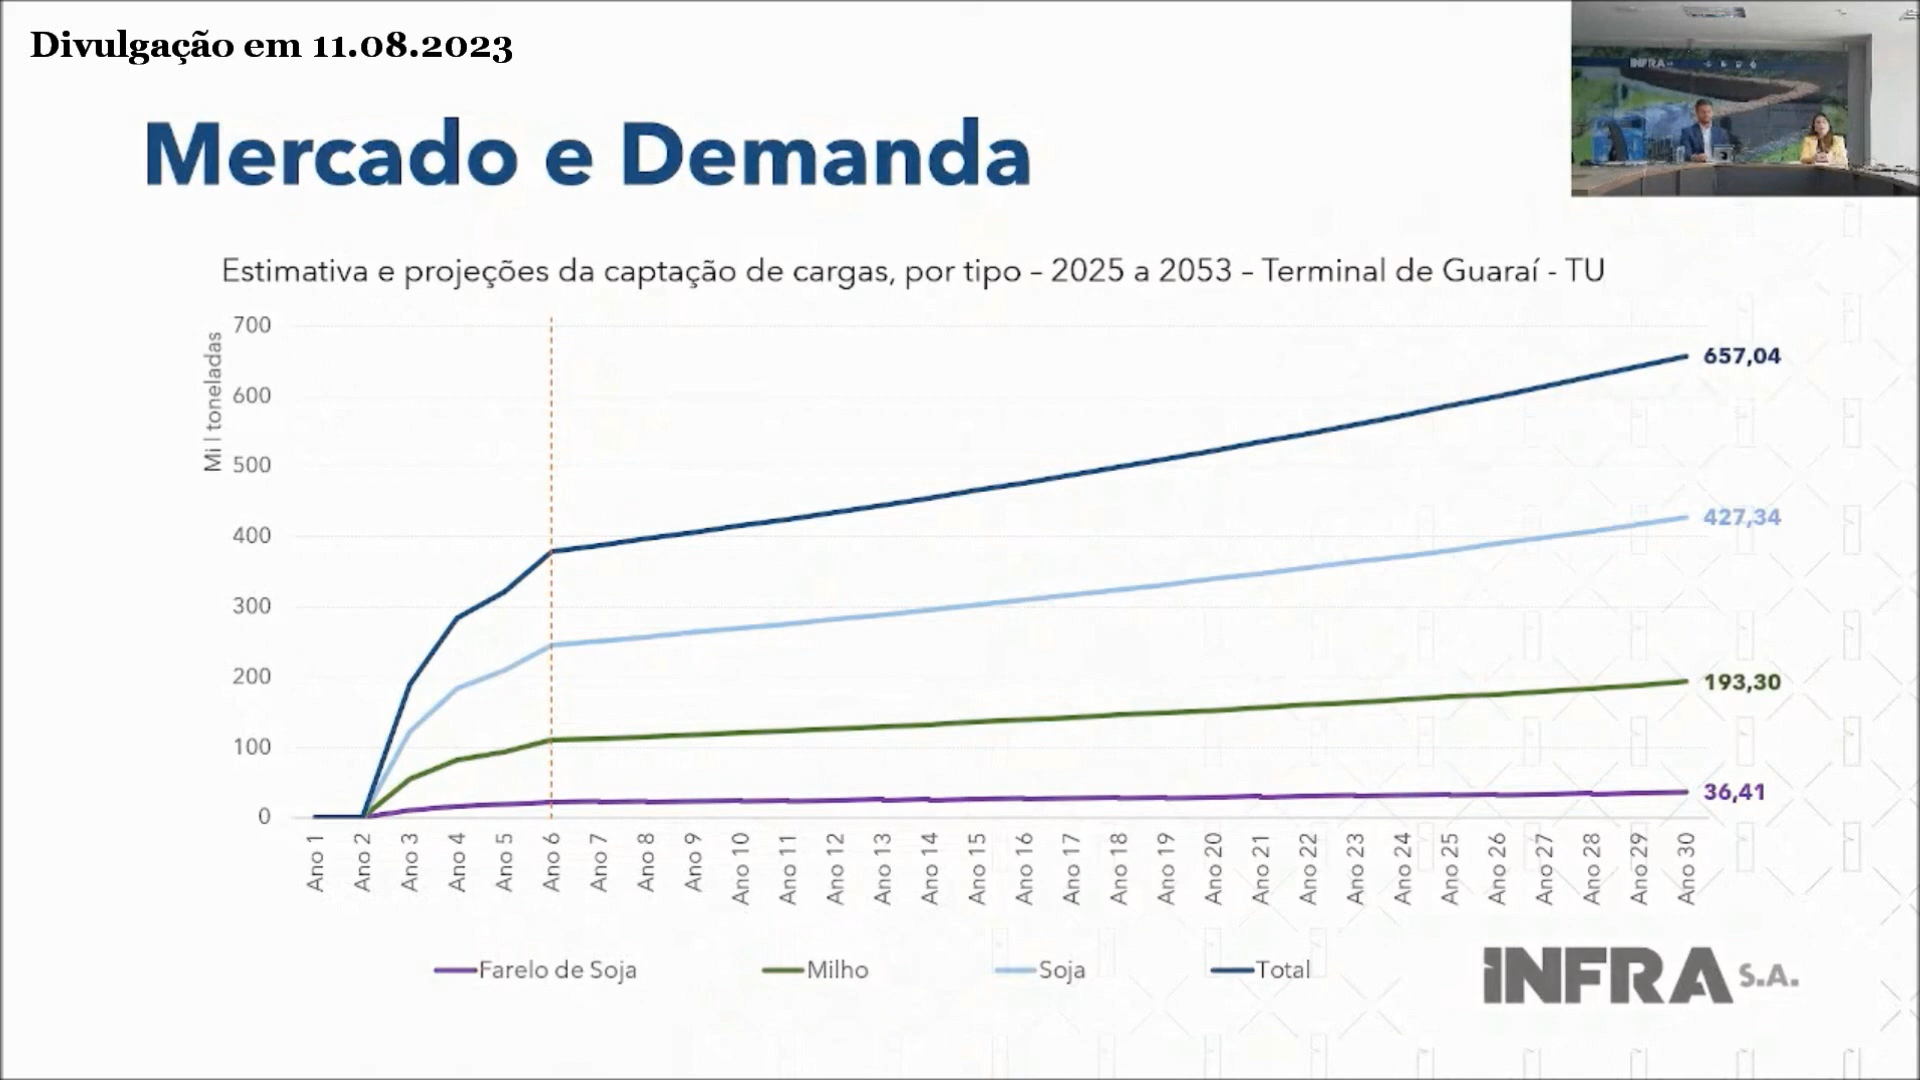 Divulgação em 11.08.2023
INFRA
Mercado e Demanda
Estimativa e projeções da captação de cargas, por tipo – 2025 a 2053 – Terminal de Guaraí - TU
Mi l toneladas
700
600
500
400
300
200
100
0
657,04
427,34
193,30
36,41
Ano 1
Ano 2
Ano 3
Ano 4
Ano 5
Ano 6
Ano 7
Ano 8
Ano 9
Ano 10
Ano 11
Ano 12
Ano 13
Ano 14
Ano 15
Ano 16
Ano 17
Ano 18
Ano 19
Ano 20
Ano 21
Ano 22
Ano 23
Ano 24
Ano 25
Ano 26
Ano 27
Ano 28
Ano 29
Ano 30
Farelo de Soja
Milho
Soja
Total
INFRA S.A.